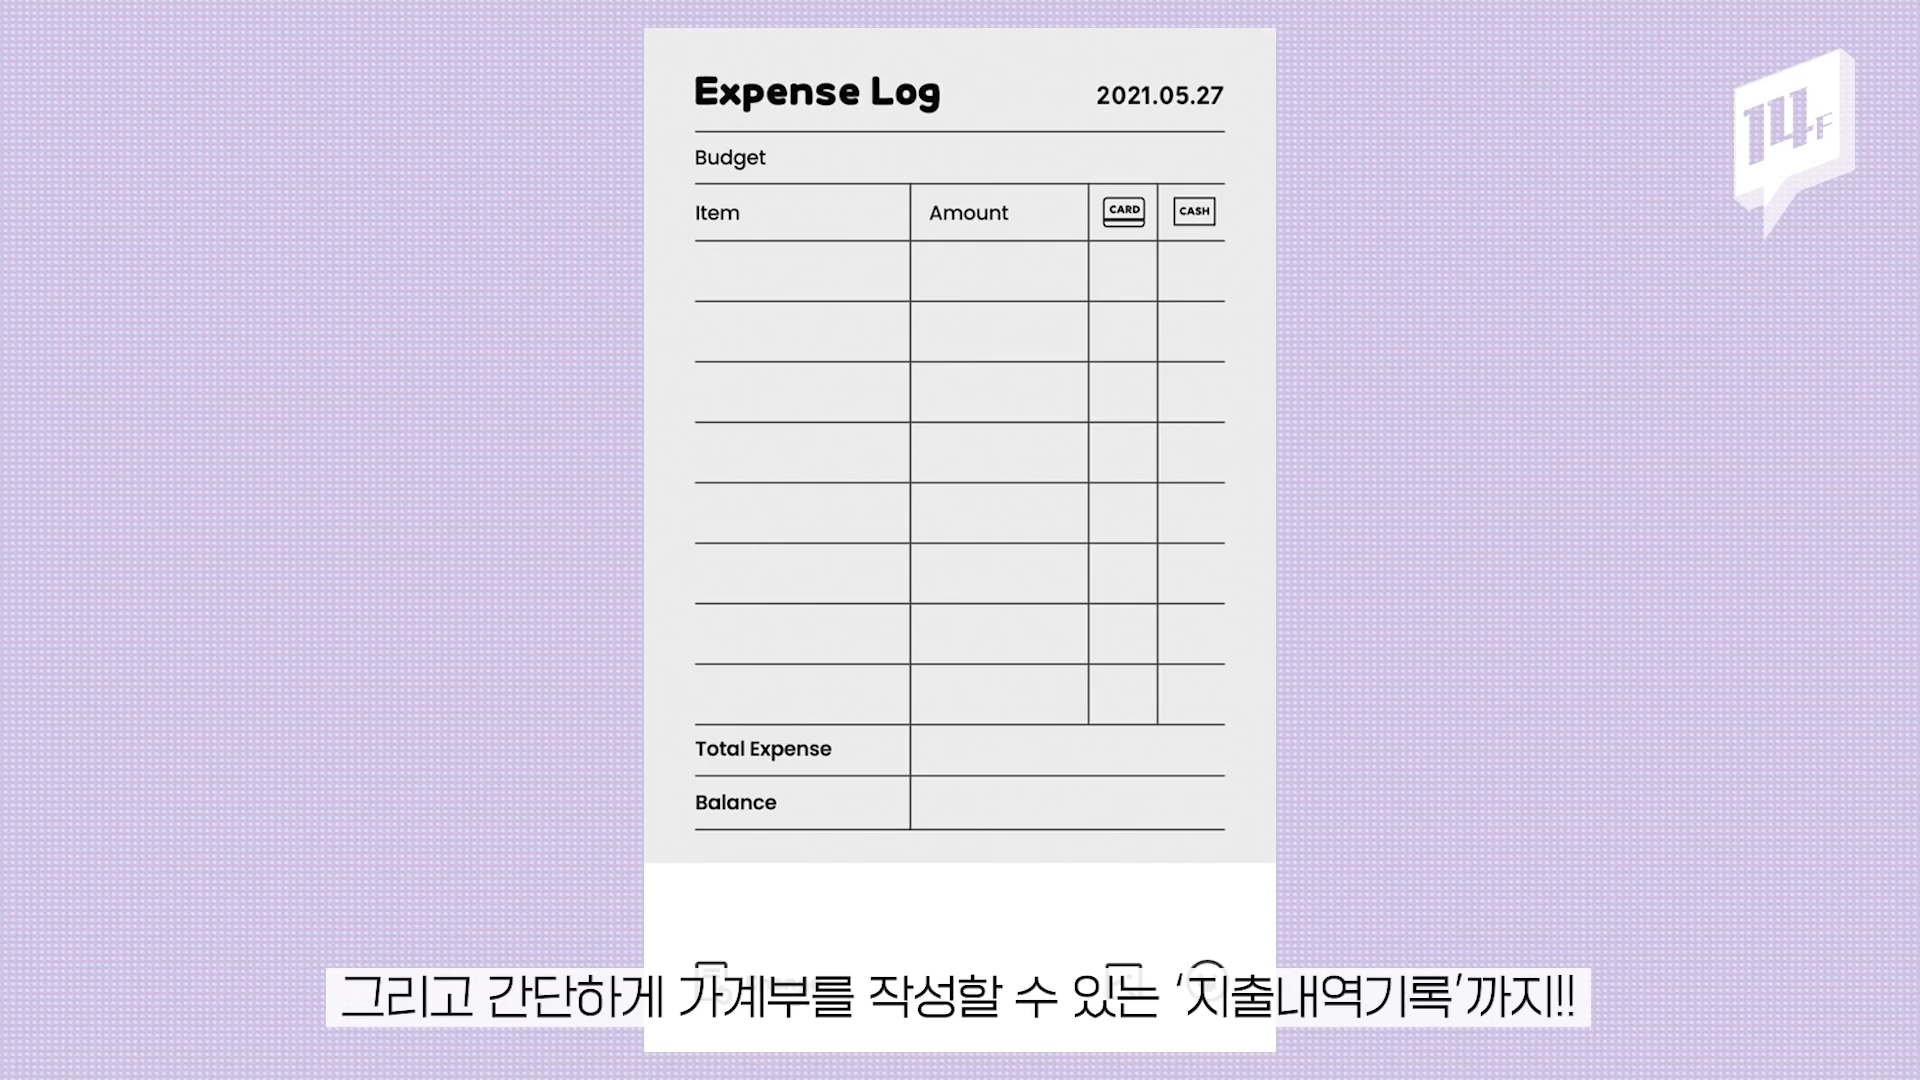 Expense Log
2021.05.27
Budget
Item
Amount
CARD
CASH
Total Expense
Balance
14F
그리고 간단하게 가계부를 작성할 수 있는 '지출내역기록'까지!!